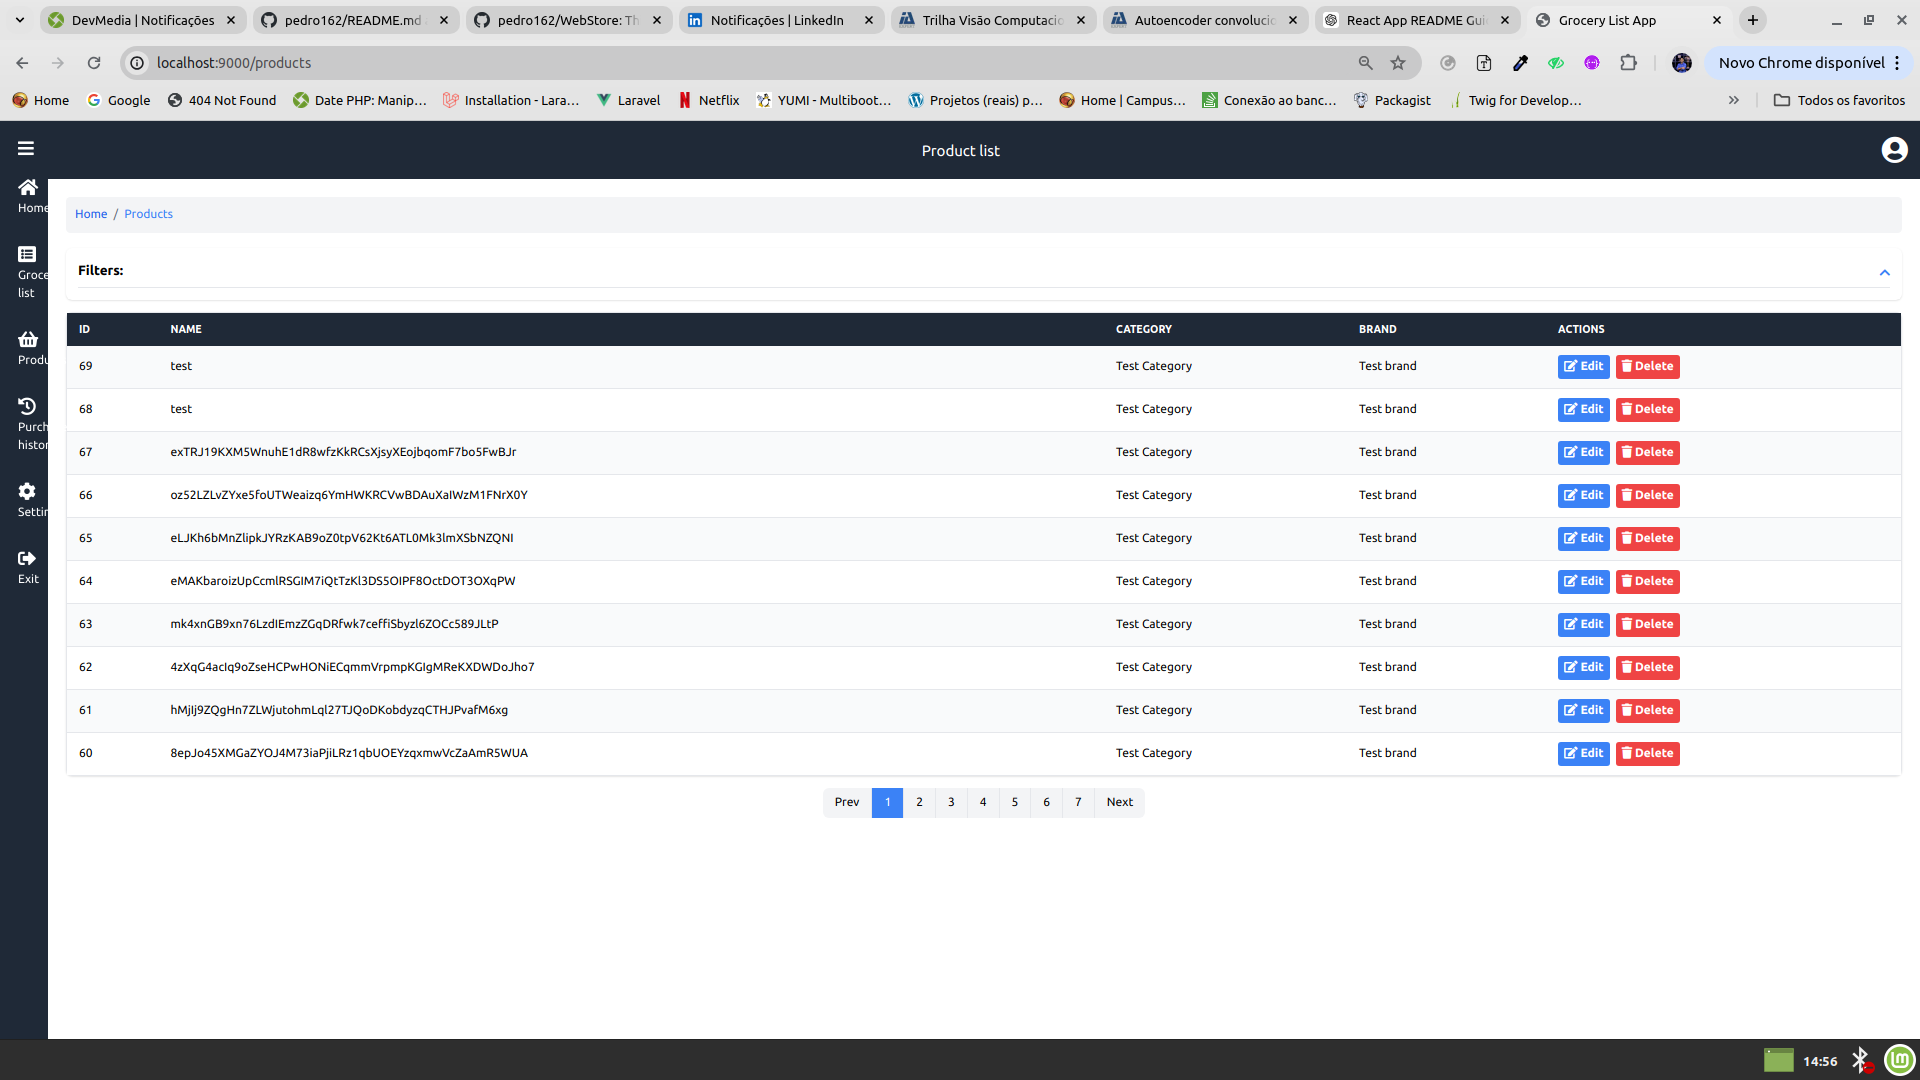 DevMedia | Notificações
pedro162/README.md
pedro162/WebStore: Th
Notificações | LinkedIn
Trilha Visão Computacio
Autoencoder convolucio
React App README Gui
Grocery List App
localhost:9000/products
Novo Chrome disponível
Home
Google
404 Not Found
Date PHP: Manip...
Installation - Lara...
Laravel
Netflix
YUMI - Multiboot...
Projetos (reais) p...
Home | Campus...
Conexão ao banc...
Packagist
Twig for Develop...
Todos os favoritos
Product list
Home
Groce
list
Produ
Purch
histor
Settin
Exit
Home / Products
Filters:
ID NAME CATEGORY BRAND ACTIONS
69 test Test Category Test brand Edit Delete
68 test Test Category Test brand Edit Delete
67 exTRJ19KXM5WnuhE1dR8wfzKkRCsXjsyXEojbqomF7bo5FwBJr Test Category Test brand Edit Delete
66 oz52LZLvZYxe5foUTWeaizq6YmHWKRCVwBDAuXaIWzM1FNrX0Y Test Category Test brand Edit Delete
65 eLJKh6bMnZlipkJYRzKAB9oZ0tpV62Kt6ATL0Mk3lmXSbNZQNI Test Category Test brand Edit Delete
64 eMAKbaroizUpCcmlRSGIM7iQtTzKl3DS5OIPF8OctDOT3OXqPW Test Category Test brand Edit Delete
63 mk4xnGB9xn76LzdIEmzZGqDRfwk7ceffiSbyzl6ZOCc589JLtP Test Category Test brand Edit Delete
62 4zXqG4acIq9oZseHCPwHONiECqmmVrpmpKGIgMReKXDWDoJho7 Test Category Test brand Edit Delete
61 hMjIj9ZQgHn7ZLWjutohmLql27TJQoDKobdyzqCTHJPvafM6xg Test Category Test brand Edit Delete
60 8epJo45XMGaZYOJ4M73iaPjiLRz1qbUOEYzqxmwVcZaAmR5WUA Test Category Test brand Edit Delete
Prev 1 2 3 4 5 6 7 Next
14:56